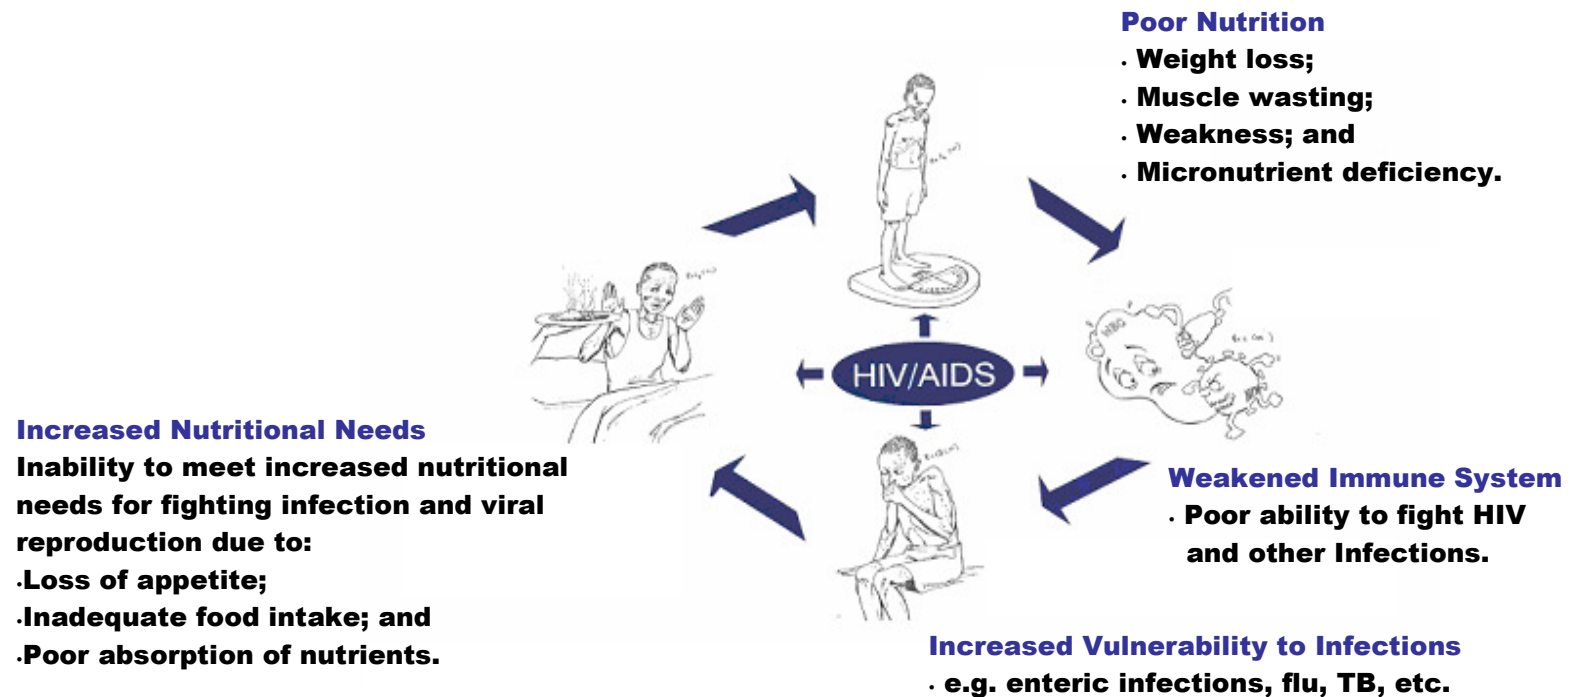 Poor Nutrition
· Weight loss;
· Muscle wasting;
· Weakness; and
· Micronutrient deficiency.
HIV/AIDS
Increased Nutritional Needs
Inability to meet increased nutritional
needs for fighting infection and viral
reproduction due to:
·Loss of appetite;
·Inadequate food intake; and
·Poor absorption of nutrients.
Weakened Immune System
· Poor ability to fight HIV
and other Infections.
Increased Vulnerability to Infections
· e.g. enteric infections, flu, TB, etc.